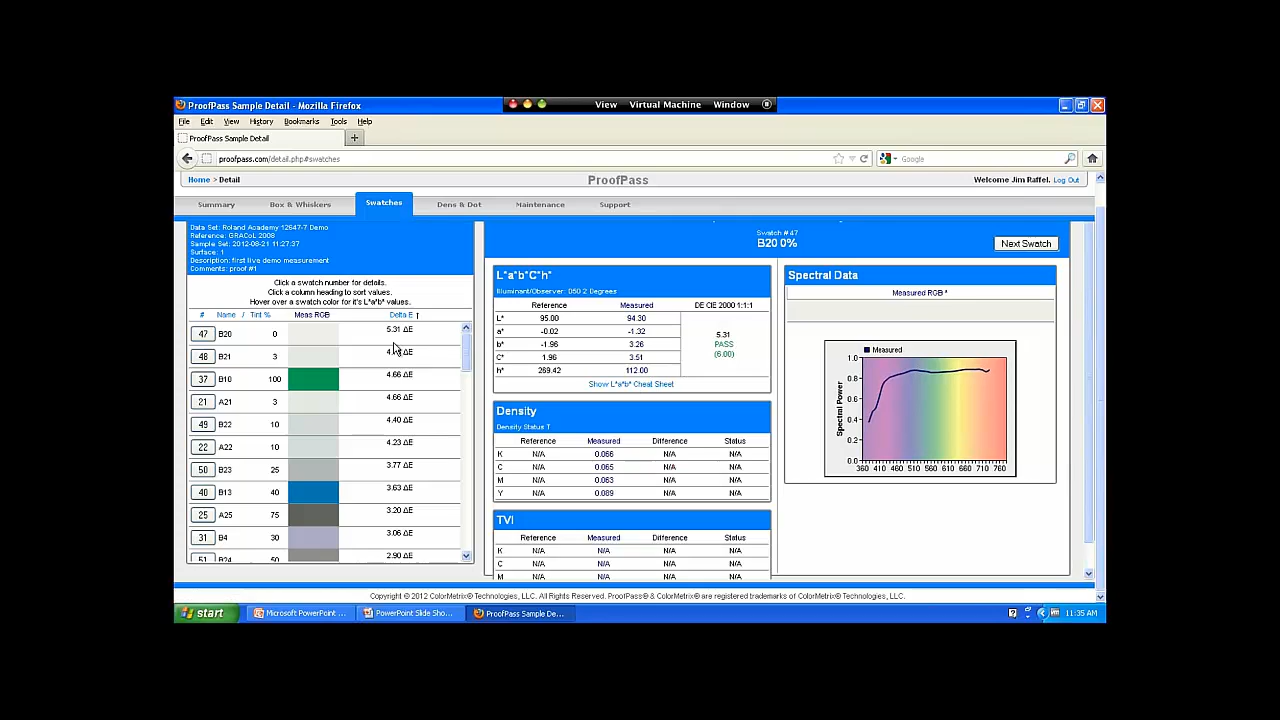 ProofPass Sample Detail - Mozilla Firefox
View Virtual Machine Window
File Edit View History Bookmarks Tools Help
ProofPass Sample Detail
proofpass.com/detail.php#swatches
Google
Home > Detail
ProofPass
Welcome Jim Raffel. Log Out
Summary Box & Whiskers Swatches Dens & Dot Maintenance Support
Data Set: Roland Academy 12647-7 Demo
Reference: GRACoL 2008
Sample Set: 2012-08-21 11:27:37
Surface: 1
Description: first live demo measurement
Comments: proof #1
Click a swatch number for details.
Click a column heading to sort values.
Hover over a swatch color for it's L*a*b* values.
# Name / Tint % Meas RGB Delta E ↑
47 B20 0 5.31 ΔE
48 B21 3 ΔE
37 B10 100 4.66 ΔE
21 A21 3 4.66 ΔE
49 B22 10 4.40 ΔE
22 A22 10 4.23 ΔE
50 B23 25 3.77 ΔE
40 B13 40 3.63 ΔE
25 A25 75 3.20 ΔE
31 B4 30 3.06 ΔE
51 B24 50 2.90 ΔE
Swatch # 47
B20 0%
Next Swatch
L*a*b*C*h*
Illuminant/Observer: D50 2 Degrees
Reference Measured DE CIE 2000 1:1:1
L* 95.00 94.30
a* -0.02 -1.32
b* -1.96 3.26
C* 1.96 3.51
h* 269.42 112.00
5.31
PASS
(6.00)
Show L*a*b* Cheat Sheet
Density
Density Status T
Reference Measured Difference Status
K N/A 0.066 N/A N/A
C N/A 0.065 N/A N/A
M N/A 0.063 N/A N/A
Y N/A 0.089 N/A N/A
TVI
Reference Measured Difference Status
K N/A N/A N/A N/A
C N/A N/A N/A N/A
M N/A N/A N/A N/A
Spectral Data
Measured RGB *
Measured
Spectral Power
1.0
0.8
0.6
0.4
0.2
0.0
360 410 460 510 560 610 660 710 760
Copyright © 2012 ColorMetrix® Technologies, LLC. All Rights Reserved. ProofPass® & ColorMetrix® are registered trademarks of ColorMetrix® Technologies, LLC.
start Microsoft PowerPoint ... PowerPoint Slide Sho... ProofPass Sample De... 11:35 AM